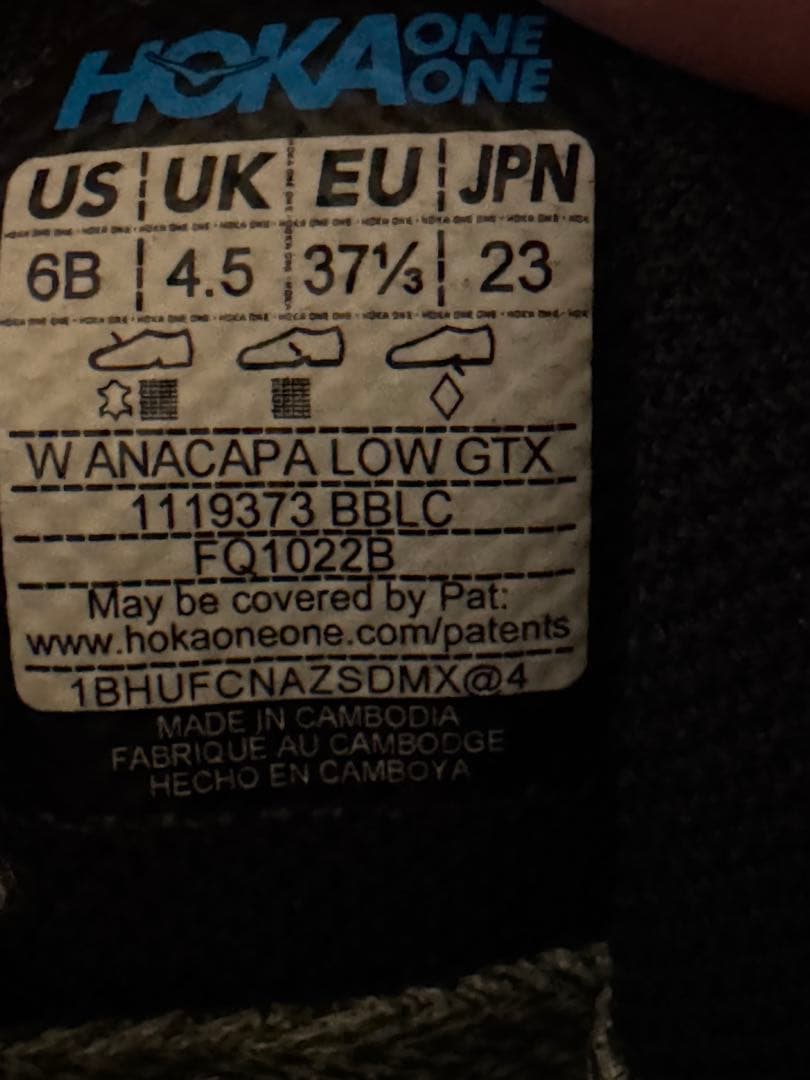 HOKA ONE ONE
US UK EU JPN
6B 4.5 37⅓ 23
W ANACAPA LOW GTX
1119373 BBLC
FQ1022B
May be covered by Pat:
www.hokaoneone.com/patents
1BHUFCNAZSDMX@4
MADE IN CAMBODIA
FABRIQUÉ AU CAMBODGE
HECHO EN CAMBOYA